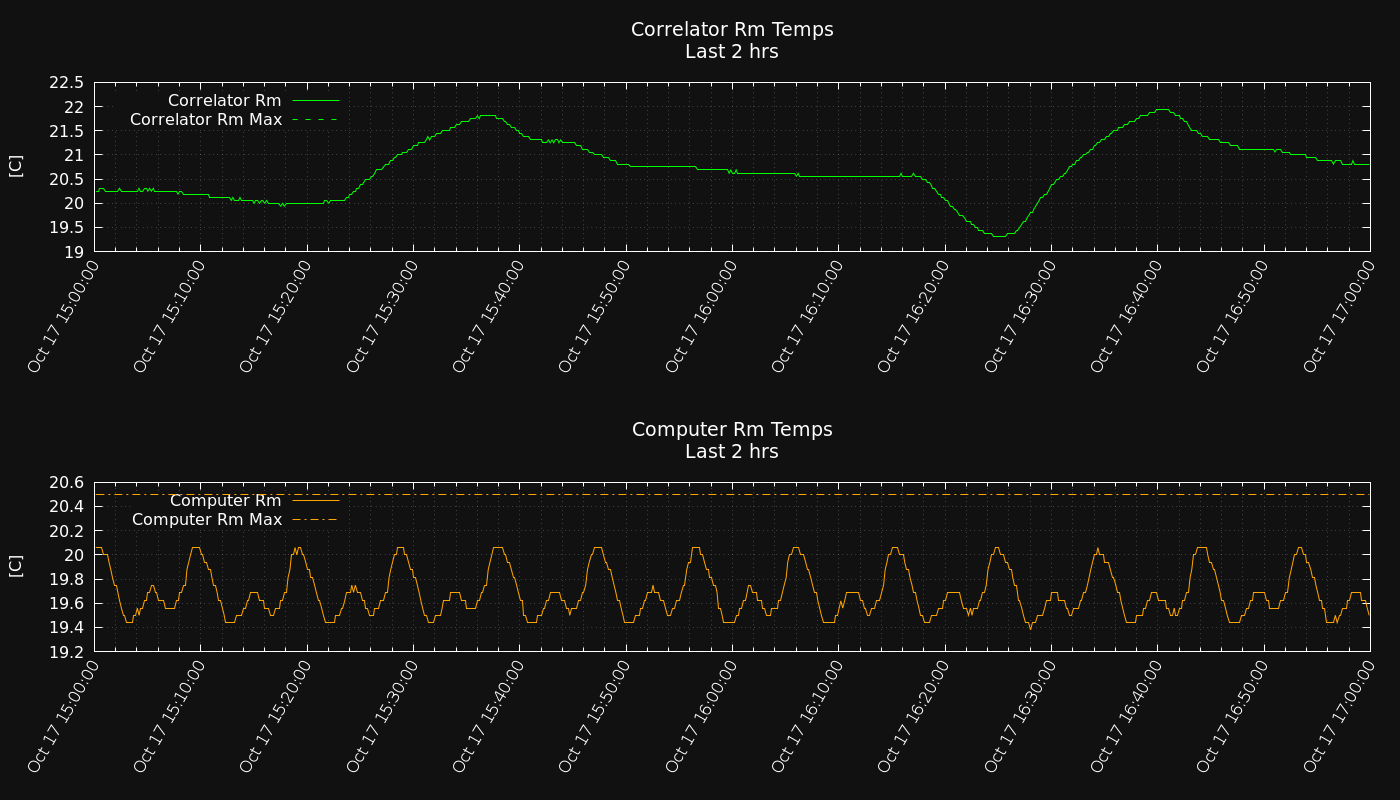 Correlator Rm Temps
Last 2 hrs
22.5
22
21.5
21
20.5
20
19.5
19
[C]
Correlator Rm
Correlator Rm Max
Oct 17 15:00:00
Oct 17 15:10:00
Oct 17 15:20:00
Oct 17 15:30:00
Oct 17 15:40:00
Oct 17 15:50:00
Oct 17 16:00:00
Oct 17 16:10:00
Oct 17 16:20:00
Oct 17 16:30:00
Oct 17 16:40:00
Oct 17 16:50:00
Oct 17 17:00:00
Computer Rm Temps
Last 2 hrs
20.6
20.4
20.2
20
19.8
19.6
19.4
19.2
[C]
Computer Rm
Computer Rm Max
Oct 17 15:00:00
Oct 17 15:10:00
Oct 17 15:20:00
Oct 17 15:30:00
Oct 17 15:40:00
Oct 17 15:50:00
Oct 17 16:00:00
Oct 17 16:10:00
Oct 17 16:20:00
Oct 17 16:30:00
Oct 17 16:40:00
Oct 17 16:50:00
Oct 17 17:00:00